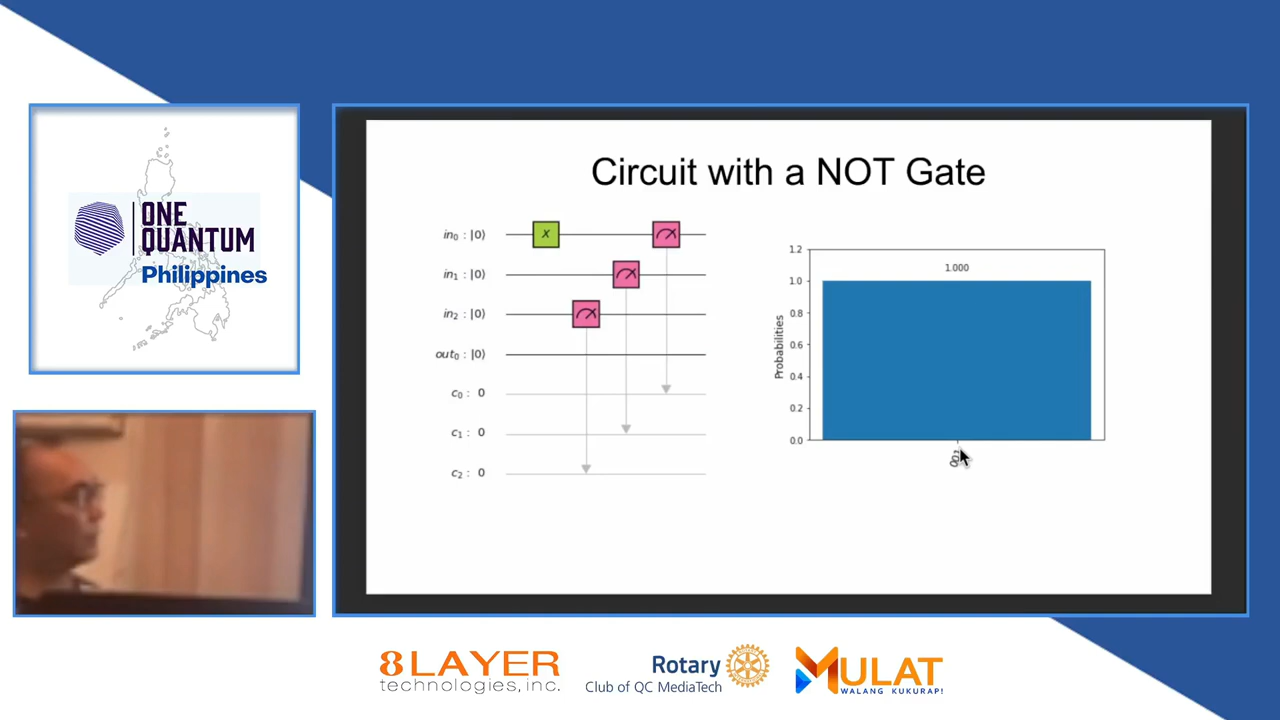 ONE
QUANTUM
Philippines
Circuit with a NOT Gate
in₀ : |0⟩
X
in₁ : |0⟩
in₂ : |0⟩
out₀ : |0⟩
c₀ : 0
c₁ : 0
c₂ : 0
1.2
1.000
1.0
0.8
0.6
0.4
0.2
0.0
Probabilities
8LAYER
technologies, inc.
Rotary
Club of QC MediaTech
MULAT
WALANG KUKURAP!